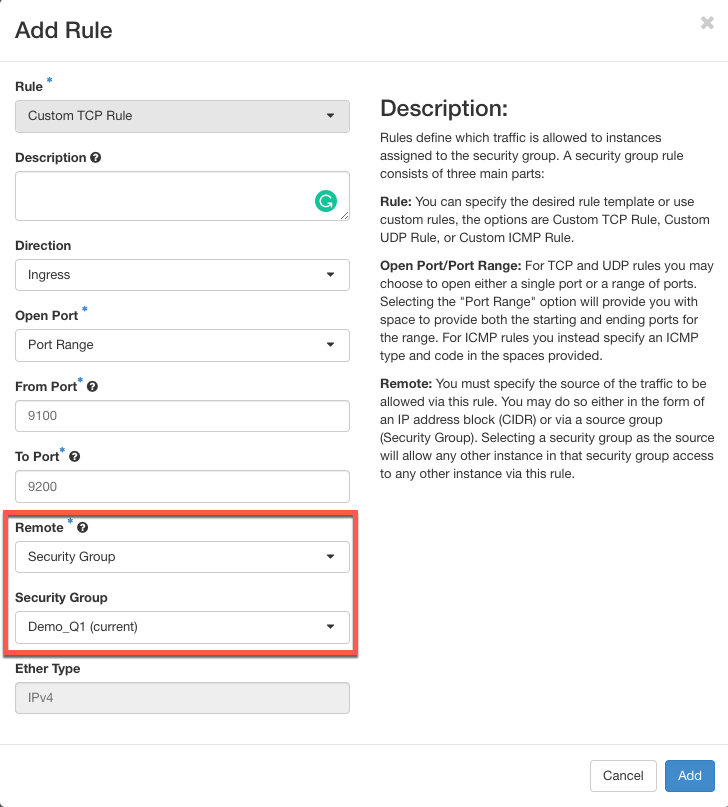 Add Rule
×
Rule *
Custom TCP Rule
Description ?
Direction
Ingress
Open Port *
Port Range
From Port * ?
9100
To Port * ?
9200
Remote * ?
Security Group
Security Group
Demo_Q1 (current)
Ether Type
IPv4
Description:
Rules define which traffic is allowed to instances
assigned to the security group. A security group rule
consists of three main parts:
Rule: You can specify the desired rule template or use
custom rules, the options are Custom TCP Rule, Custom
UDP Rule, or Custom ICMP Rule.
Open Port/Port Range: For TCP and UDP rules you may
choose to open either a single port or a range of ports.
Selecting the "Port Range" option will provide you with
space to provide both the starting and ending ports for
the range. For ICMP rules you instead specify an ICMP
type and code in the spaces provided.
Remote: You must specify the source of the traffic to be
allowed via this rule. You may do so either in the form of
an IP address block (CIDR) or via a source group
(Security Group). Selecting a security group as the source
will allow any other instance in that security group access
to any other instance via this rule.
Cancel
Add